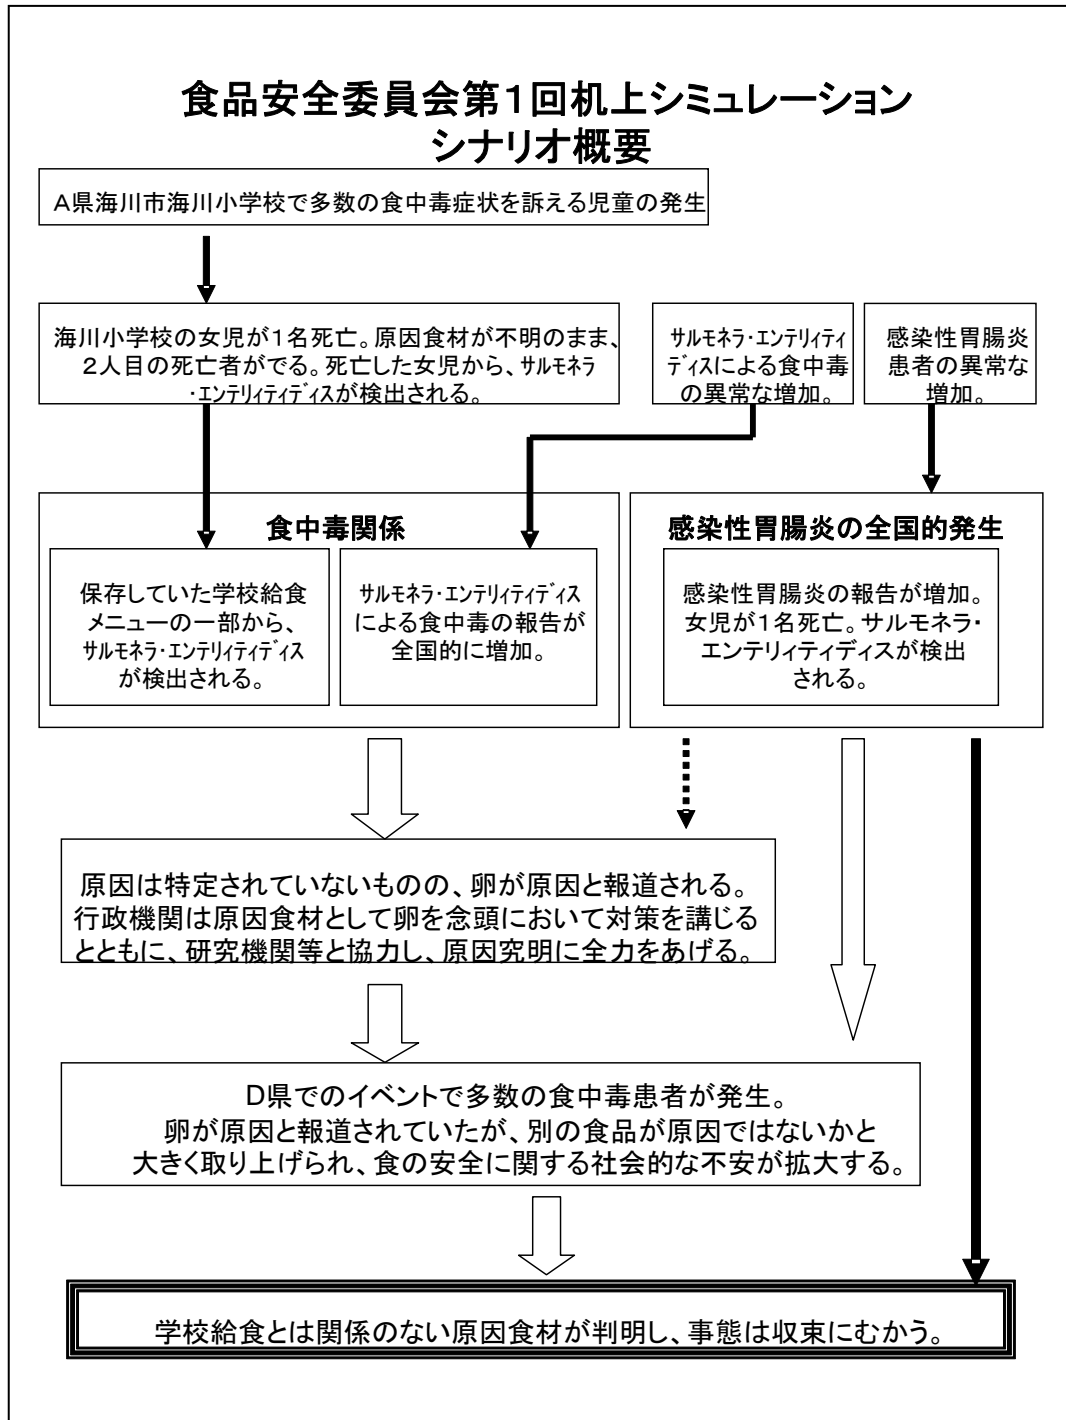 食品安全委員会第１回机上シミュレーション
シナリオ概要
Ａ県海川市海川小学校で多数の食中毒症状を訴える児童の発生
海川小学校の女児が１名死亡。原因食材が不明のまま、
２人目の死亡者がでる。死亡した女児から、ｻﾙﾓﾈﾗ
・ｴﾝﾃﾘｨﾃｨﾃﾞｨｽが検出される。
ｻﾙﾓﾈﾗ・ｴﾝﾃﾘｨﾃｨ
ﾃﾞｨｽによる食中毒
の異常な増加。
感染性胃腸炎
患者の異常な
増加。
食中毒関係
保存していた学校給食
メニューの一部から、
ｻﾙﾓﾈﾗ・ｴﾝﾃﾘｨﾃｨﾃﾞｨｽ
が検出される。
ｻﾙﾓﾈﾗ・ｴﾝﾃﾘｨﾃｨﾃﾞｨｽ
による食中毒の報告が
全国的に増加。
感染性胃腸炎の全国的発生
感染性胃腸炎の報告が増加。
女児が１名死亡。サルモネラ・
エンテリィティディスが検出
される。
原因は特定されていないものの、卵が原因と報道される。
行政機関は原因食材として卵を念頭において対策を講じる
とともに、研究機関等と協力し、原因究明に全力をあげる。
Ｄ県でのイベントで多数の食中毒患者が発生。
卵が原因と報道されていたが、別の食品が原因ではないかと
大きく取り上げられ、食の安全に関する社会的な不安が拡大する。
学校給食とは関係のない原因食材が判明し、事態は収束にむかう。